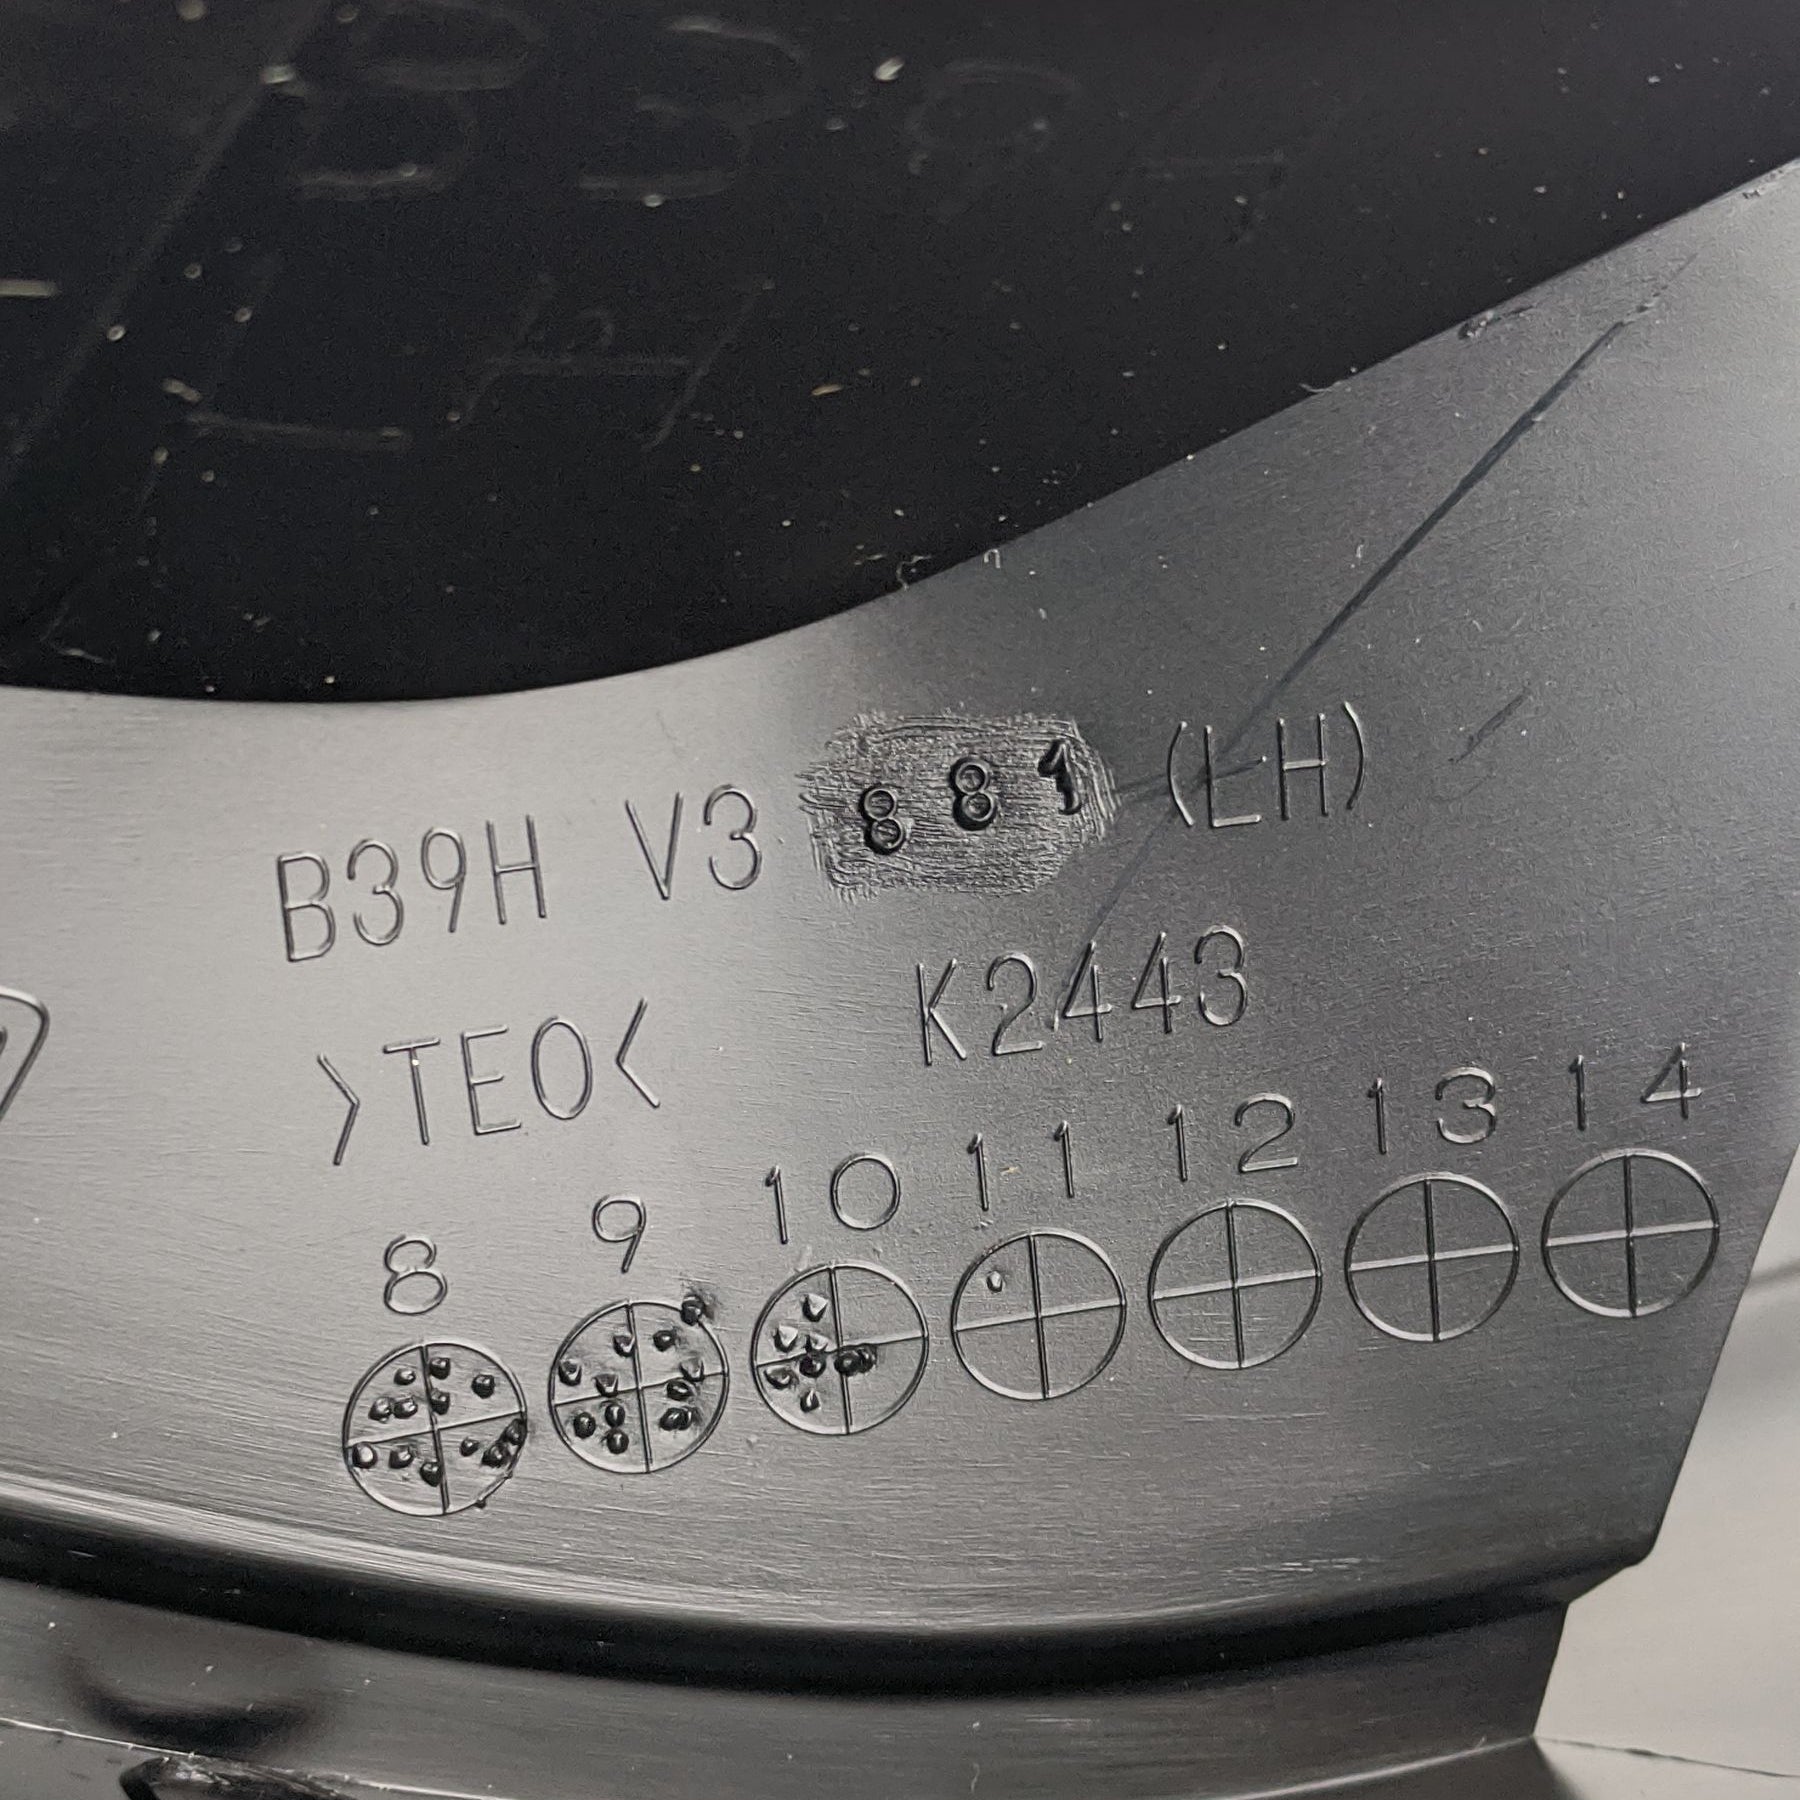 B39H V3 881 (LH)
>TEO< K2443
8 9 10 11 12 13 14